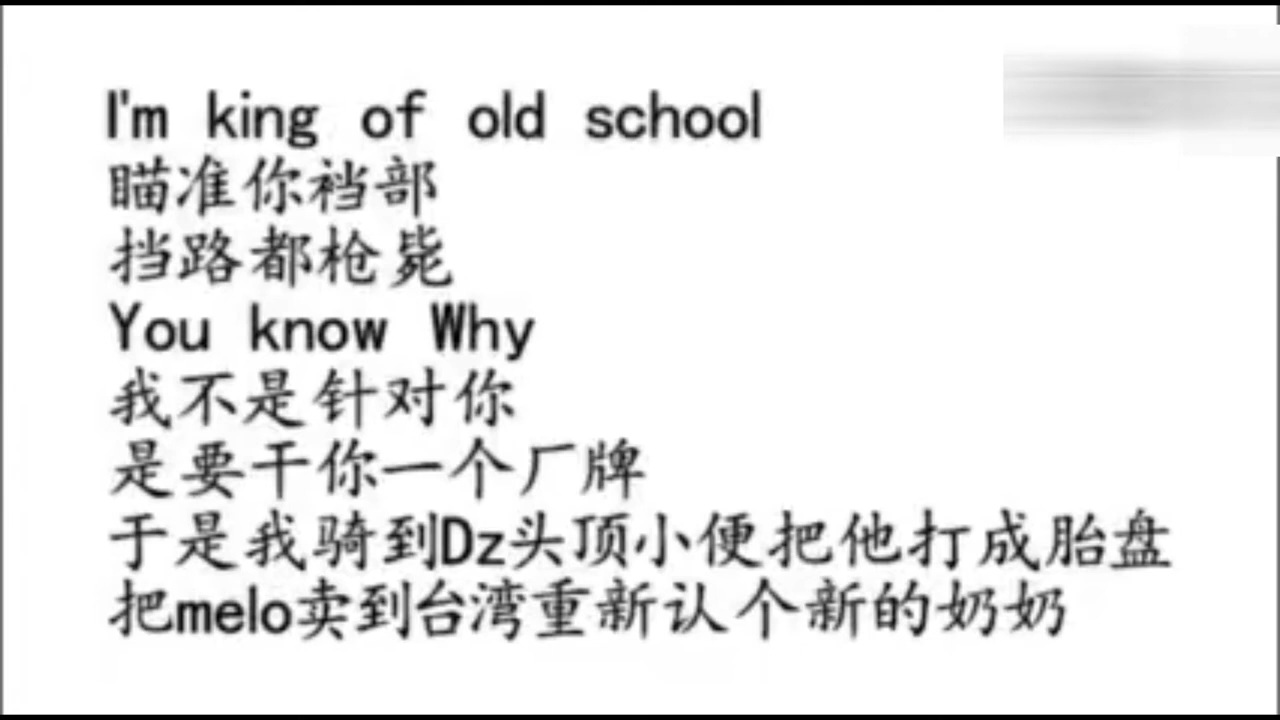 I'm king of old school
瞄准你裆部
挡路都枪毙
You know Why
我不是针对你
是要干你一个厂牌
于是我骑到Dz头顶小便把他打成胎盘
把melo卖到台湾重新认个新的奶奶